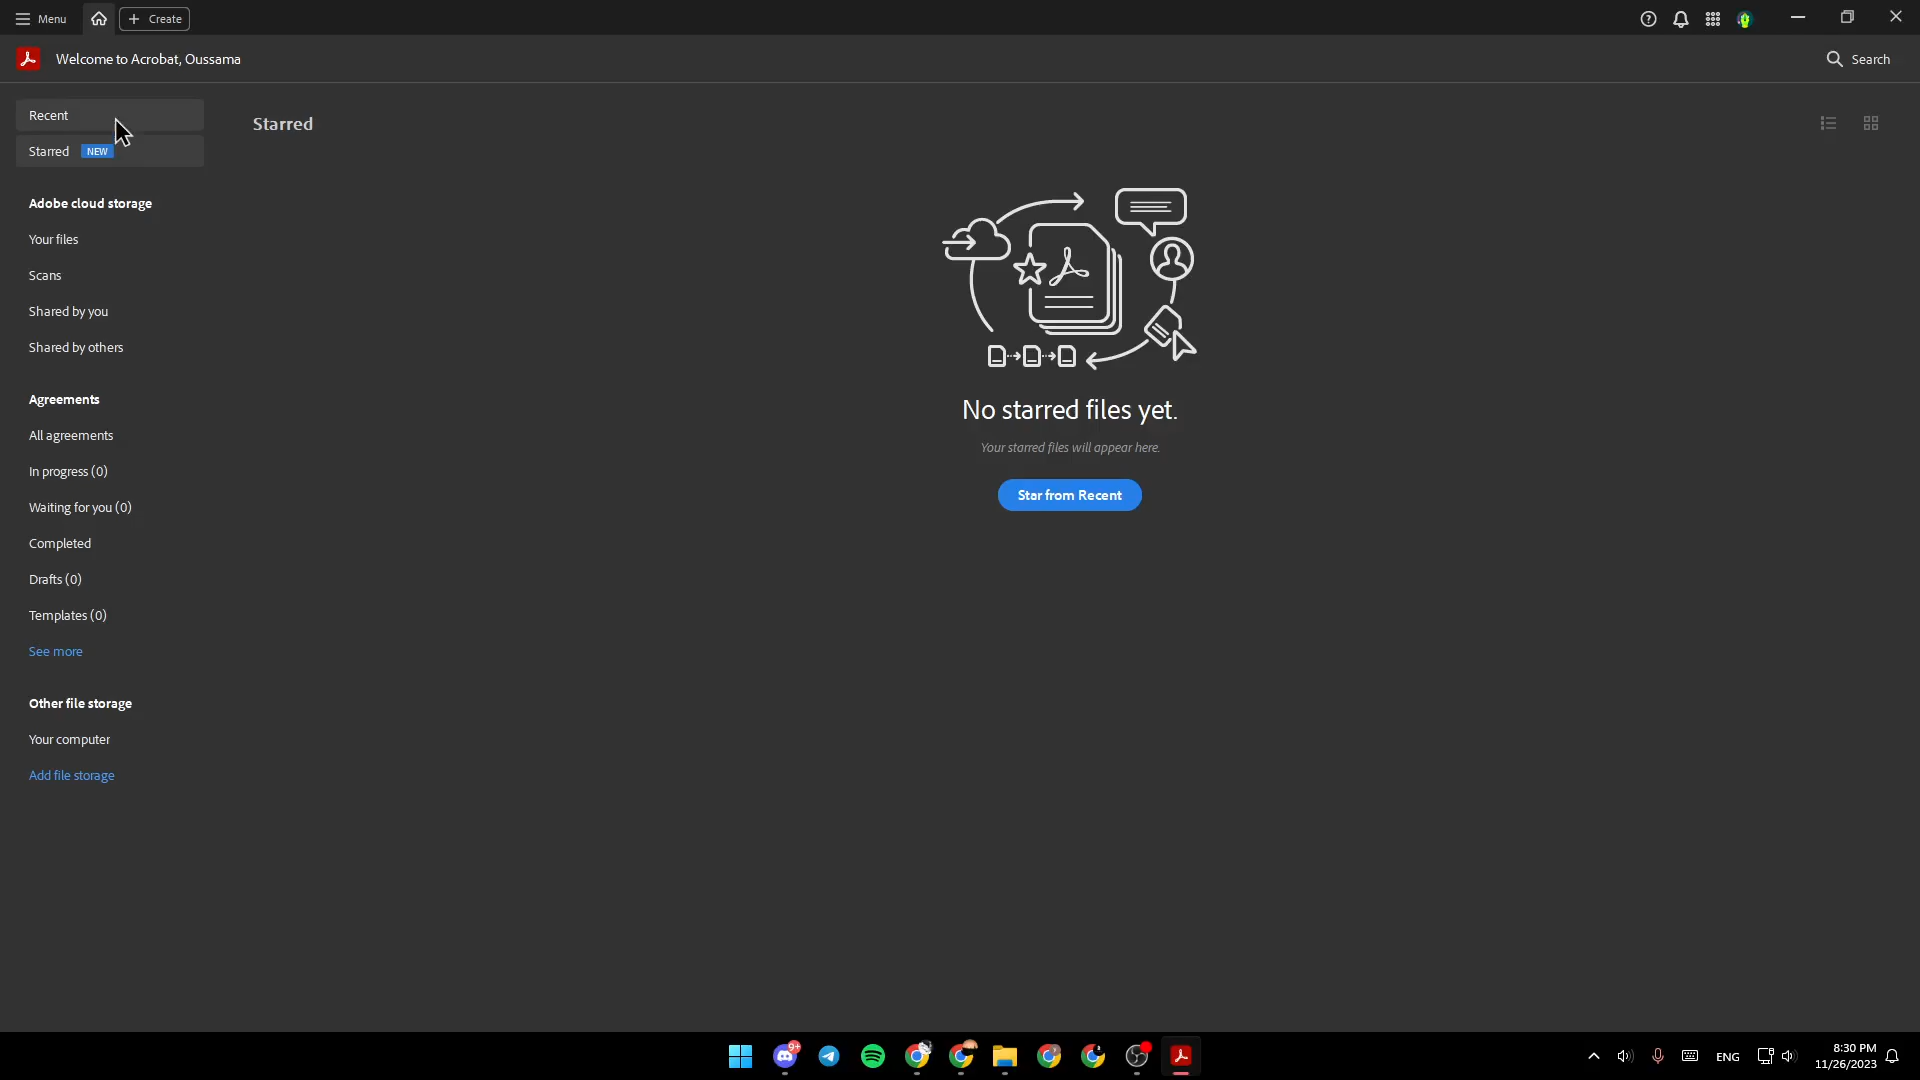 Menu
Create
Welcome to Acrobat, Oussama
Search
Recent
Starred NEW
Adobe cloud storage
Your files
Scans
Shared by you
Shared by others
Agreements
All agreements
In progress (0)
Waiting for you (0)
Completed
Drafts (0)
Templates (0)
See more
Other file storage
Your computer
Add file storage
Starred
No starred files yet.
Your starred files will appear here.
Star from Recent
9+
ENG
8:30 PM
11/26/2023